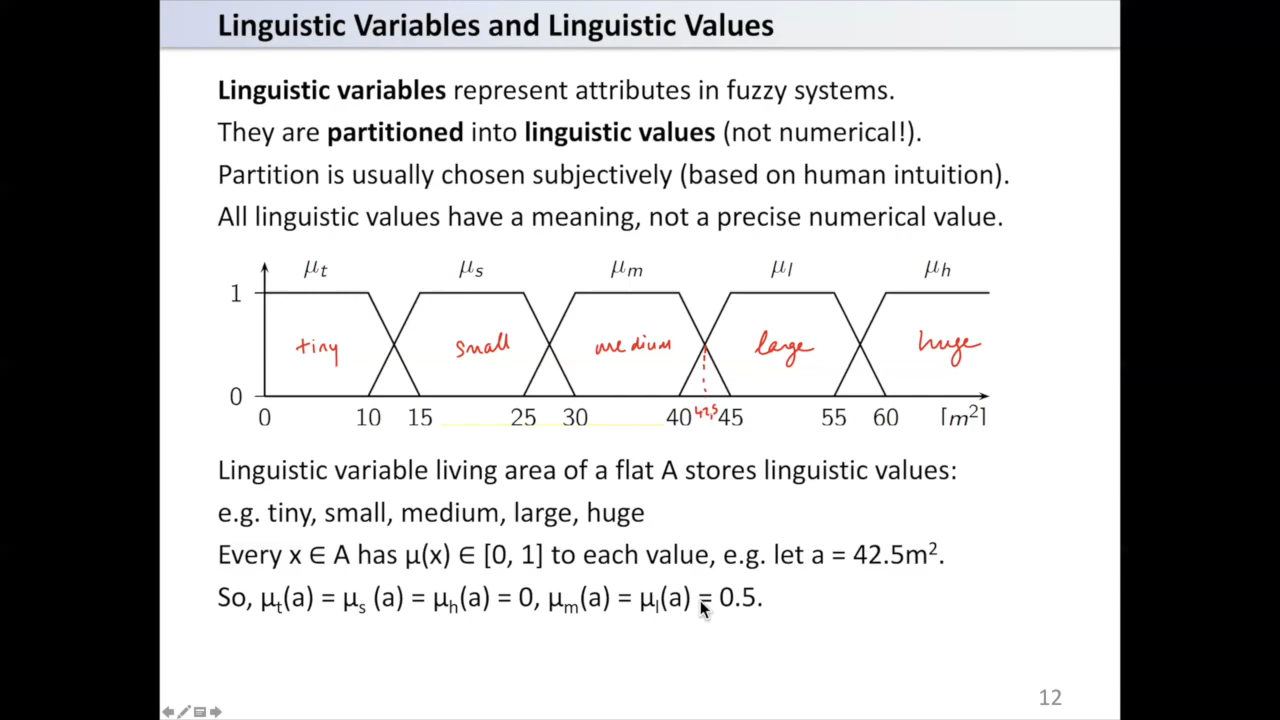 Linguistic Variables and Linguistic Values
Linguistic variables represent attributes in fuzzy systems.
They are partitioned into linguistic values (not numerical!).
Partition is usually chosen subjectively (based on human intuition).
All linguistic values have a meaning, not a precise numerical value.
μt μs μm μl μh
1
tiny small medium large huge
0
0 10 15 25 30 40 42,5 45 55 60 [m²]
Linguistic variable living area of a flat A stores linguistic values:
e.g. tiny, small, medium, large, huge
Every x ∈ A has μ(x) ∈ [0, 1] to each value, e.g. let a = 42.5m².
So, μt(a) = μs (a) = μh(a) = 0, μm(a) = μl(a) = 0.5.
12